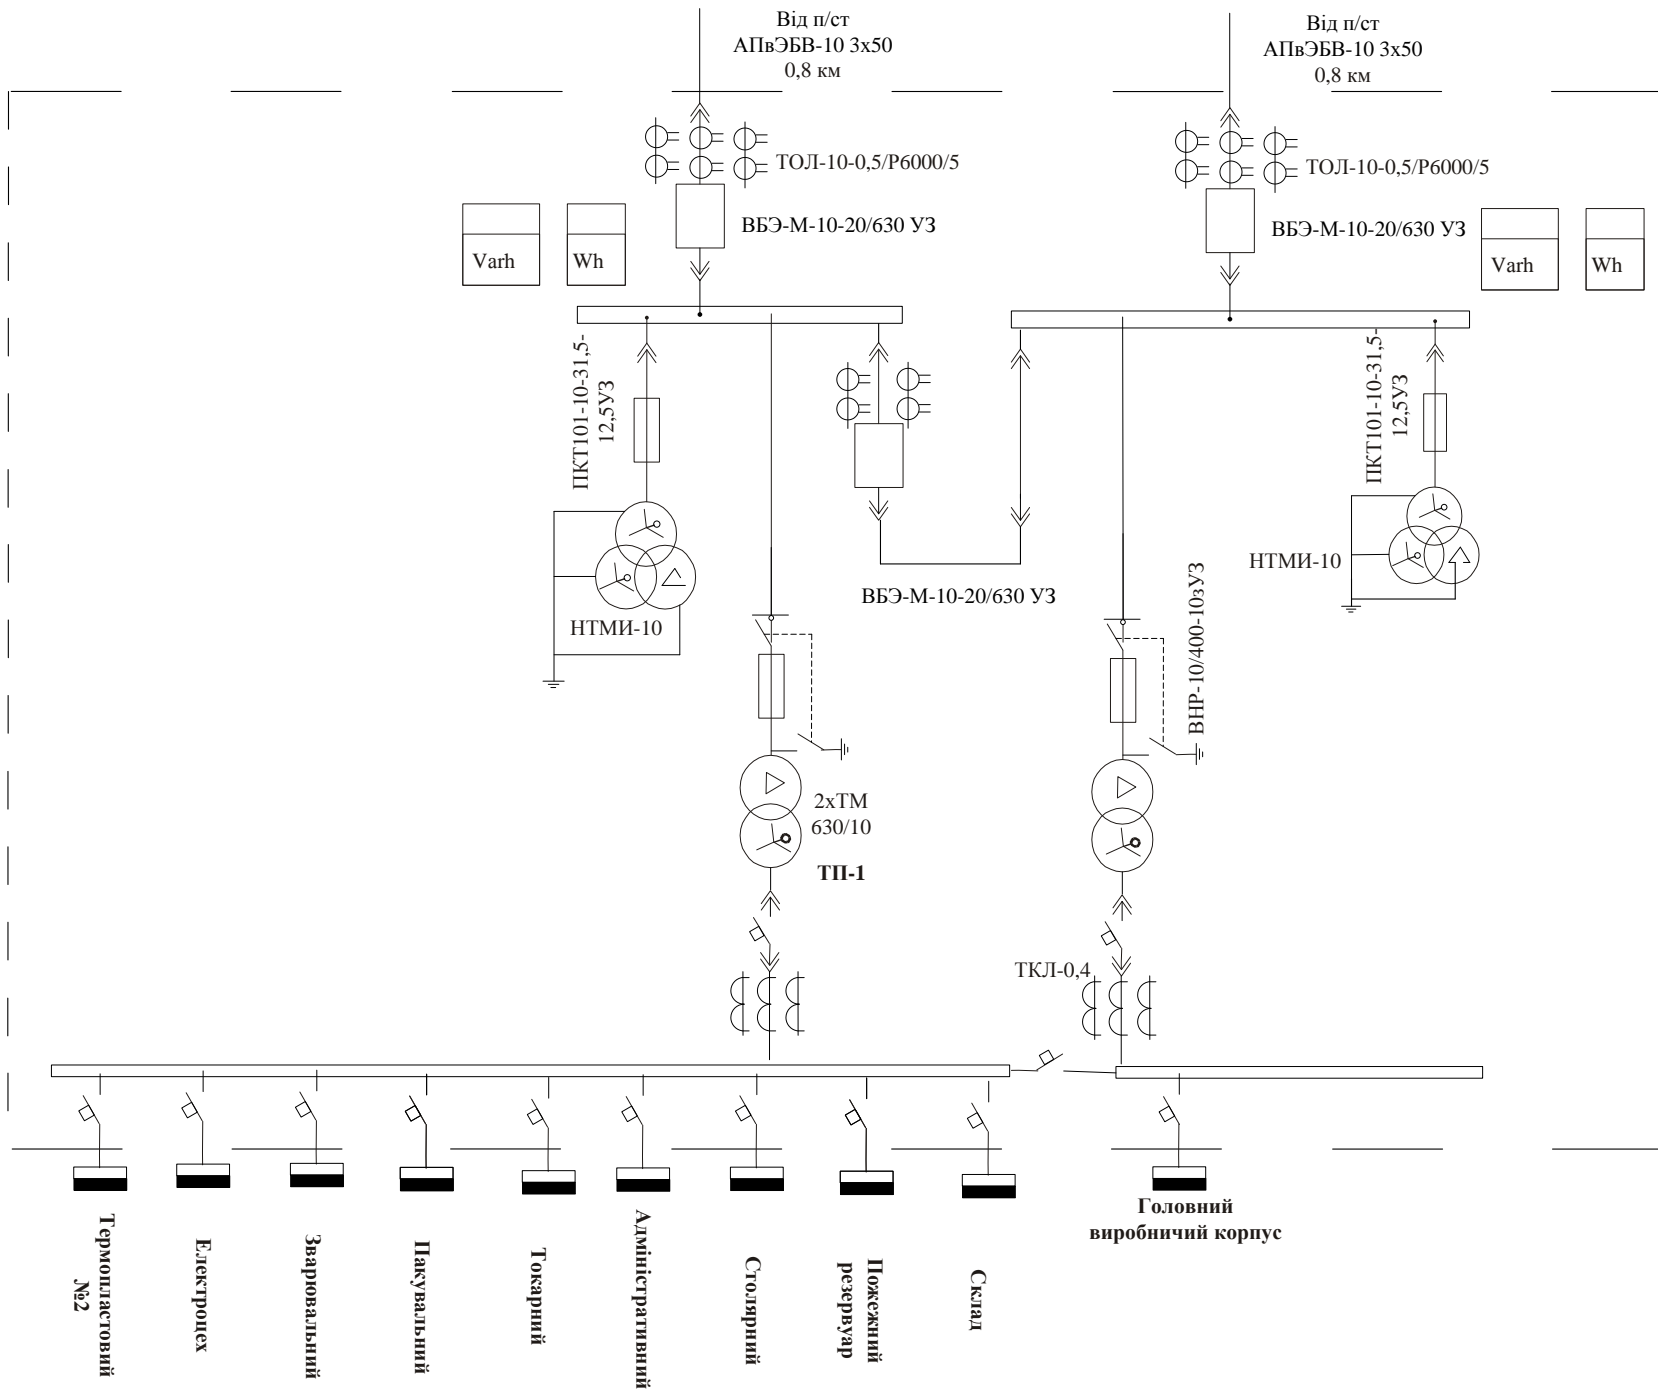 Від п/ст
АПвЭБВ-10 3х50
0,8 км
Від п/ст
АПвЭБВ-10 3х50
0,8 км
ТОЛ-10-0,5/Р6000/5
ТОЛ-10-0,5/Р6000/5
ВБЭ-М-10-20/630 УЗ
ВБЭ-М-10-20/630 УЗ
Varh
Wh
Varh
Wh
ПКТ101-10-31,5-
12,5УЗ
ПКТ101-10-31,5-
12,5УЗ
НТМИ-10
НТМИ-10
ВБЭ-М-10-20/630 УЗ
ВНР-10/400-10зУЗ
2хТМ
630/10
ТП-1
ТКЛ-0,4
Термопластовий
№2
Електроцех
Зварювальний
Пакувальний
Токарний
Адміністративний
Столярний
Пожежний
резервуар
Склад
Головний
виробничий корпус